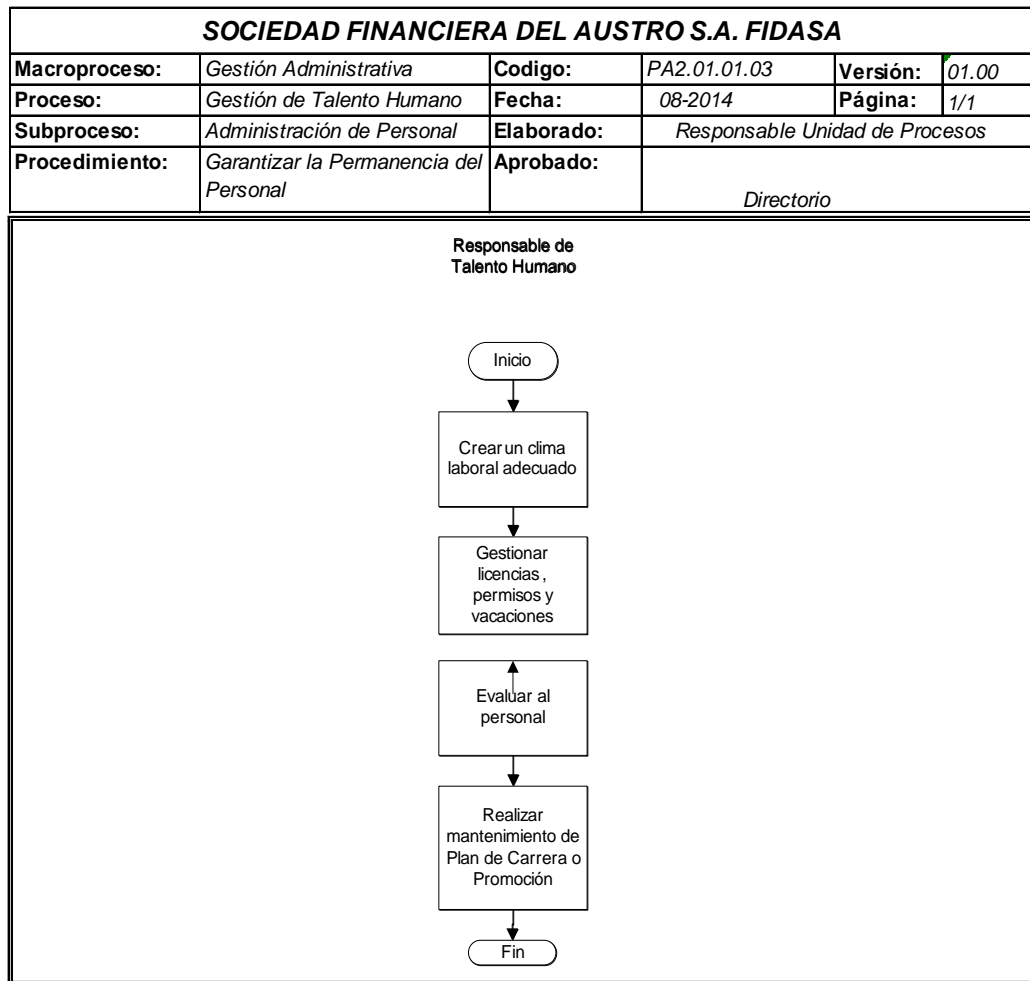 SOCIEDAD FINANCIERA DEL AUSTRO S.A. FIDASA
Macroproceso: Gestión Administrativa Codigo: PA2.01.01.03 Versión: 01.00
Proceso: Gestión de Talento Humano Fecha: 08-2014 Página: 1/1
Subproceso: Administración de Personal Elaborado: Responsable Unidad de Procesos
Procedimiento: Garantizar la Permanencia del Aprobado:
Personal Directorio
Responsable de
Talento Humano
Inicio
Crear un clima
laboral adecuado
Gestionar
licencias,
permisos y
vacaciones
Evaluar al
personal
Realizar
mantenimiento de
Plan de Carrera o
Promoción
Fin